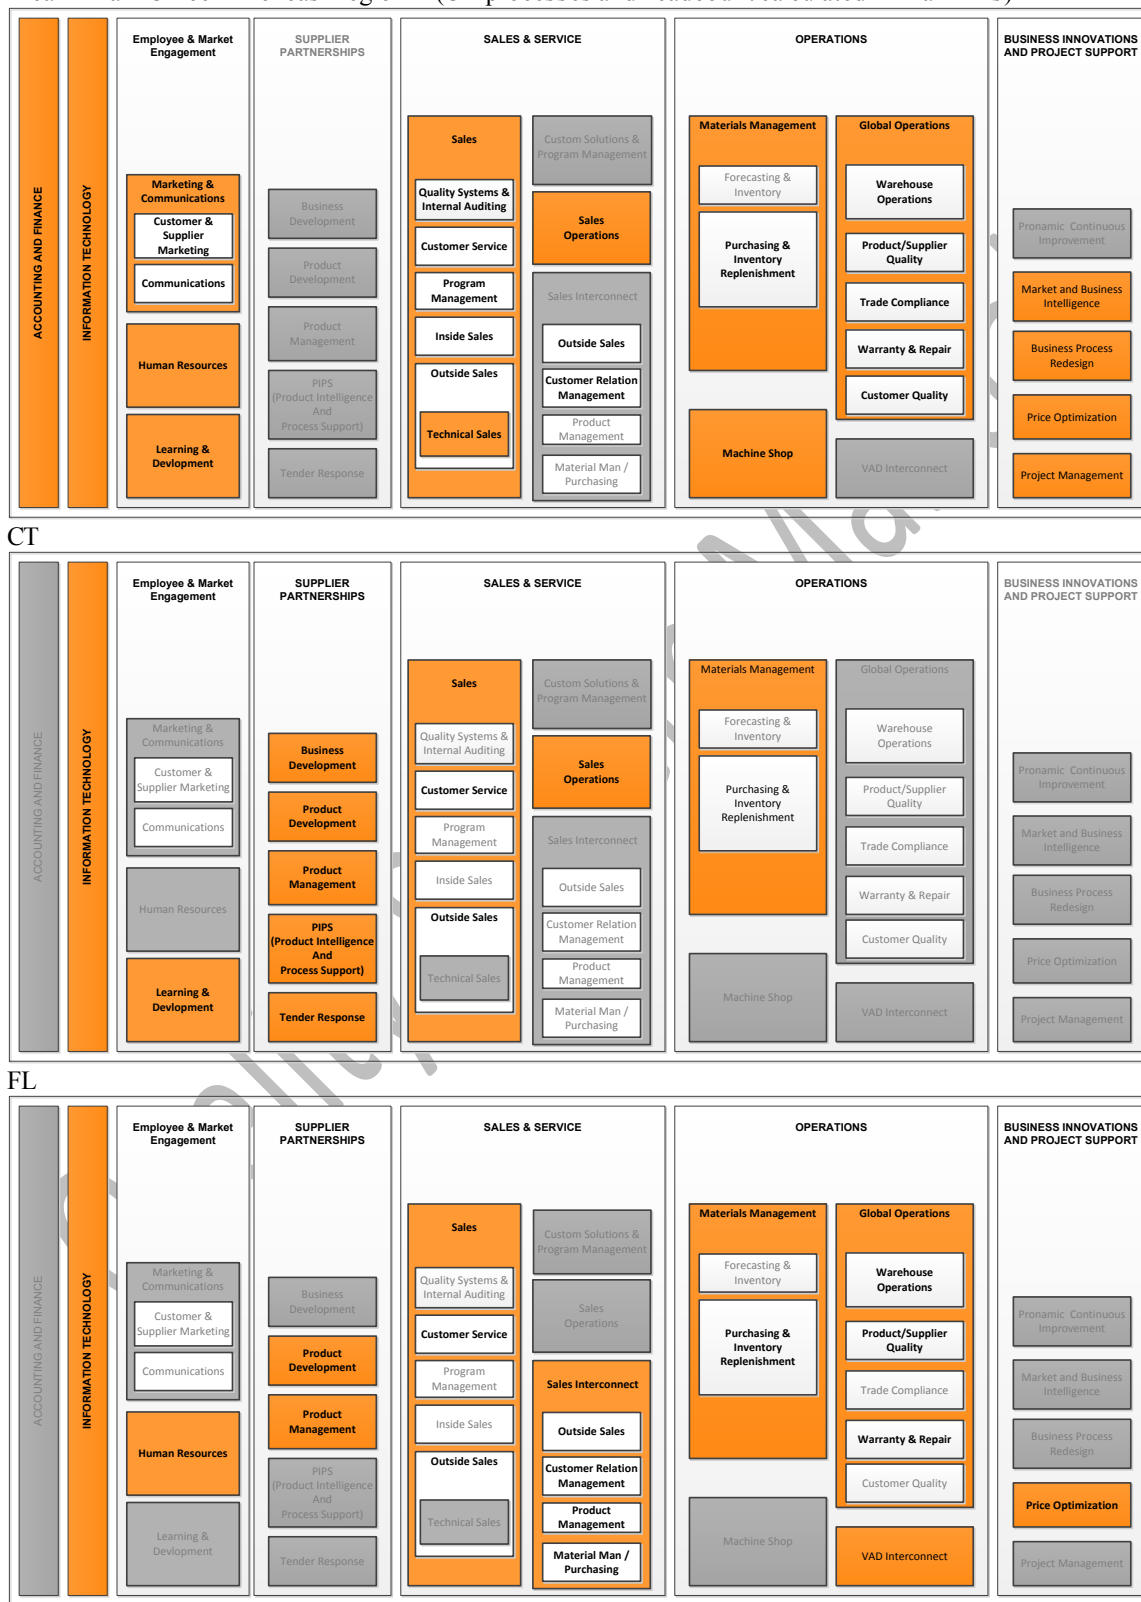 ACCOUNTING AND FINANCE
INFORMATION TECHNOLOGY
Employee & Market
Engagement
Marketing &
Communications
Customer &
Supplier
Marketing
Communications
Human Resources
Learning &
Devlopment
SUPPLIER
PARTNERSHIPS
Business
Development
Product
Development
Product
Management
PIPS
(Product Intelligence
And
Process Support)
Tender Response
SALES & SERVICE
Sales
Quality Systems &
Internal Auditing
Customer Service
Program
Management
Inside Sales
Outside Sales
Technical Sales
Custom Solutions &
Program Management
Sales
Operations
Sales Interconnect
Outside Sales
Customer Relation
Management
Product
Management
Material Man /
Purchasing
OPERATIONS
Materials Management
Forecasting &
Inventory
Purchasing &
Inventory
Replenishment
Machine Shop
Global Operations
Warehouse
Operations
Product/Supplier
Quality
Trade Compliance
Warranty & Repair
Customer Quality
VAD Interconnect
BUSINESS INNOVATIONS
AND PROJECT SUPPORT
Pronamic Continuous
Improvement
Market and Business
Intelligence
Business Process
Redesign
Price Optimization
Project Management
CT
ACCOUNTING AND FINANCE
INFORMATION TECHNOLOGY
Employee & Market
Engagement
Marketing &
Communications
Customer &
Supplier Marketing
Communications
Human Resources
Learning &
Devlopment
SUPPLIER
PARTNERSHIPS
Business
Development
Product
Development
Product
Management
PIPS
(Product Intelligence
And
Process Support)
Tender Response
SALES & SERVICE
Sales
Quality Systems &
Internal Auditing
Customer Service
Program
Management
Inside Sales
Outside Sales
Technical Sales
Custom Solutions &
Program Management
Sales
Operations
Sales Interconnect
Outside Sales
Customer Relation
Management
Product
Management
Material Man /
Purchasing
OPERATIONS
Materials Management
Forecasting &
Inventory
Purchasing &
Inventory
Replenishment
Machine Shop
Global Operations
Warehouse
Operations
Product/Supplier
Quality
Trade Compliance
Warranty & Repair
Customer Quality
VAD Interconnect
BUSINESS INNOVATIONS
AND PROJECT SUPPORT
Pronamic Continuous
Improvement
Market and Business
Intelligence
Business Process
Redesign
Price Optimization
Project Management
FL
ACCOUNTING AND FINANCE
INFORMATION TECHNOLOGY
Employee & Market
Engagement
Marketing &
Communications
Customer &
Supplier Marketing
Communications
Human Resources
Learning &
Devlopment
SUPPLIER
PARTNERSHIPS
Business
Development
Product
Development
Product
Management
PIPS
(Product Intelligence
And
Process Support)
Tender Response
SALES & SERVICE
Sales
Quality Systems &
Internal Auditing
Customer Service
Program
Management
Inside Sales
Outside Sales
Technical Sales
Custom Solutions &
Program Management
Sales
Operations
Sales Interconnect
Outside Sales
Customer Relation
Management
Product
Management
Material Man /
Purchasing
OPERATIONS
Materials Management
Forecasting &
Inventory
Purchasing &
Inventory
Replenishment
Machine Shop
Global Operations
Warehouse
Operations
Product/Supplier
Quality
Trade Compliance
Warranty & Repair
Customer Quality
VAD Interconnect
BUSINESS INNOVATIONS
AND PROJECT SUPPORT
Pronamic Continuous
Improvement
Market and Business
Intelligence
Business Process
Redesign
Price Optimization
Project Management